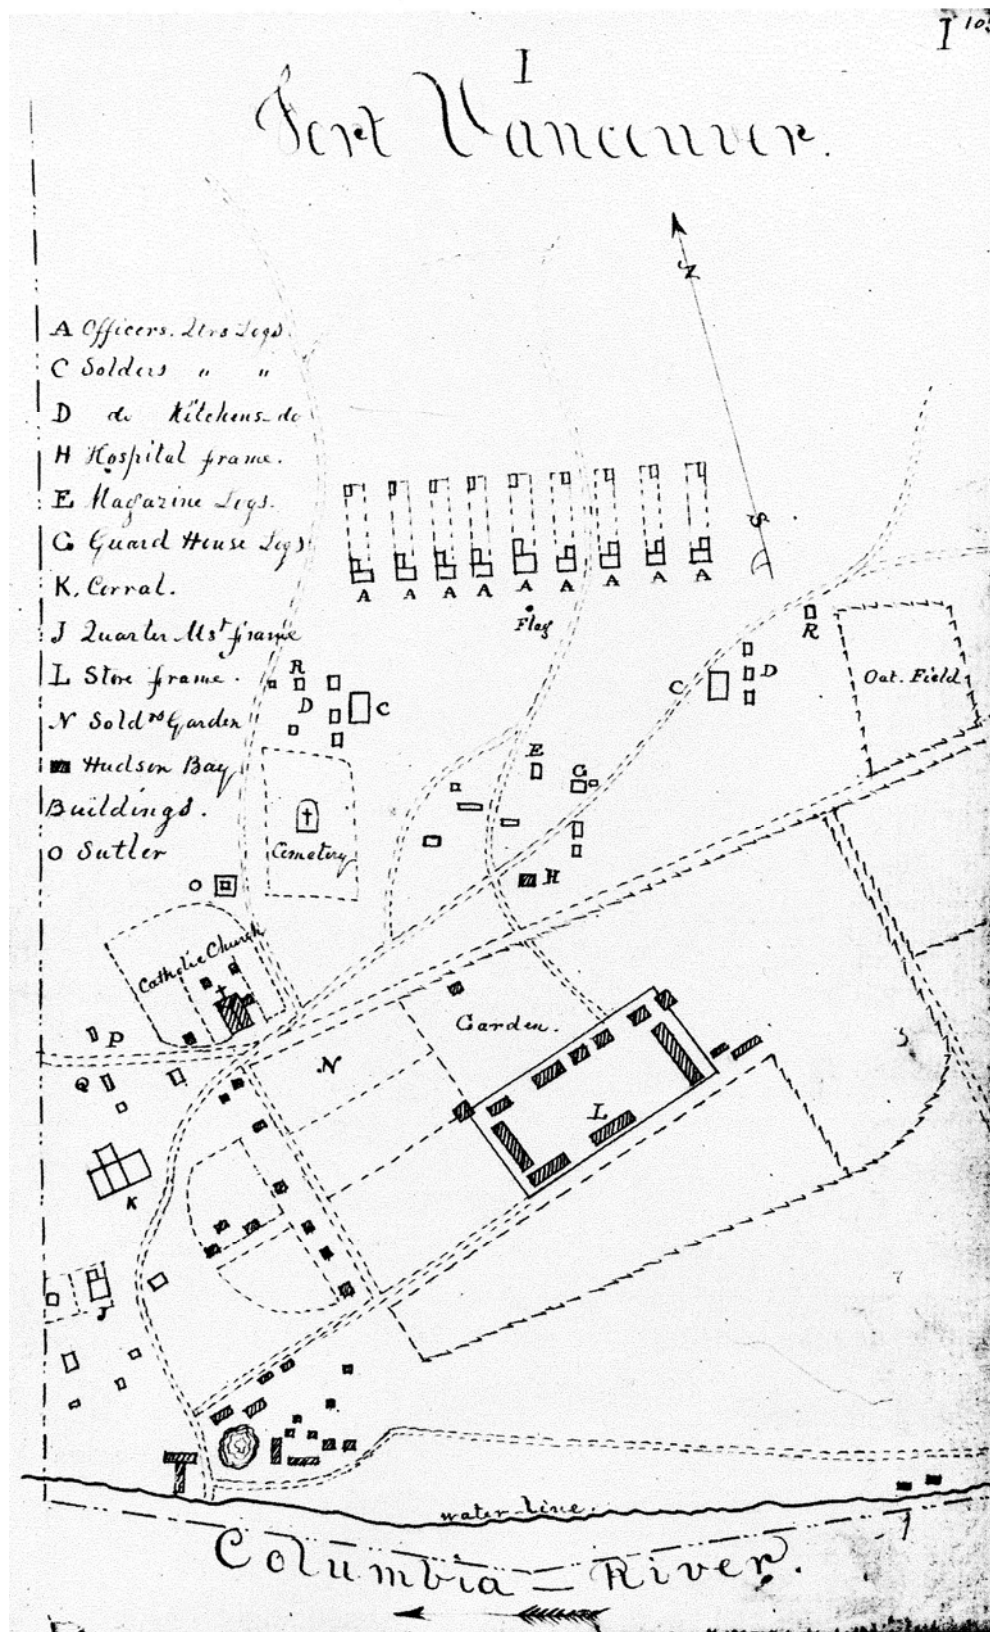 I 10
I
Fort Vancouver.
N
A Officers. Qrs Logs.
C Solders " "
D do Kitchens do
H Hospital frame.
E Magazine Logs.
G Guard House Logs
K. Corral.
J Quarter Mst frame
L Store frame.
N Soldrs Garden
Hudson Bay
Buildings.
O Sutler
S
A A A A A A A A A
Flag
R
R
D
C
C
D
Oat. Field
E
G
Cemetery
H
O
Catholic Church
Garden.
P
N
Q
L
K
J
water-line.
Columbia = River.